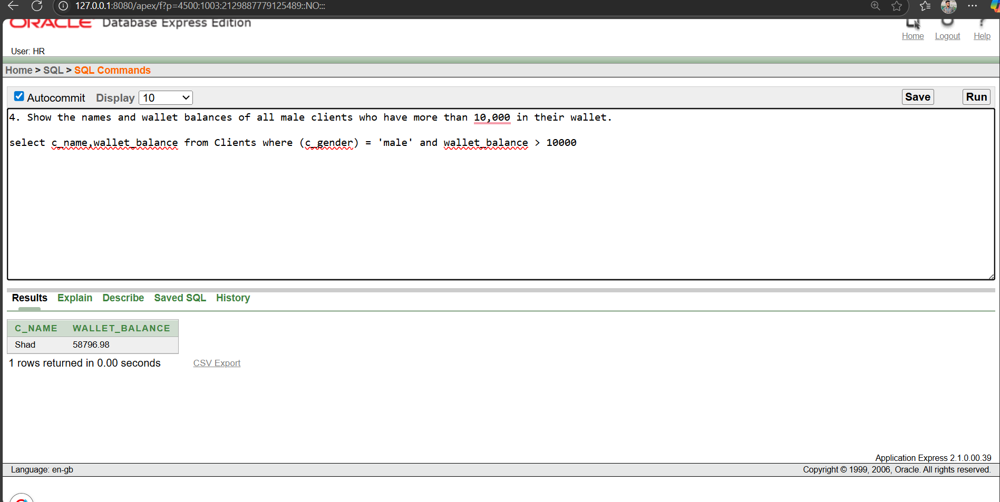 127.0.0.1:8080/apex/f?p=4500:1003:2129887779125489::NO:::
ORACLE Database Express Edition
Home Logout Help
User: HR
Home > SQL > SQL Commands
Autocommit Display 10 Save Run
4. Show the names and wallet balances of all male clients who have more than 10,000 in their wallet.
select c_name,wallet_balance from Clients where (c_gender) = 'male' and wallet_balance > 10000
Results Explain Describe Saved SQL History
C_NAME WALLET_BALANCE
Shad 58796.98
1 rows returned in 0.00 seconds CSV Export
Application Express 2.1.0.00.39
Language: en-gb Copyright © 1999, 2006, Oracle. All rights reserved.